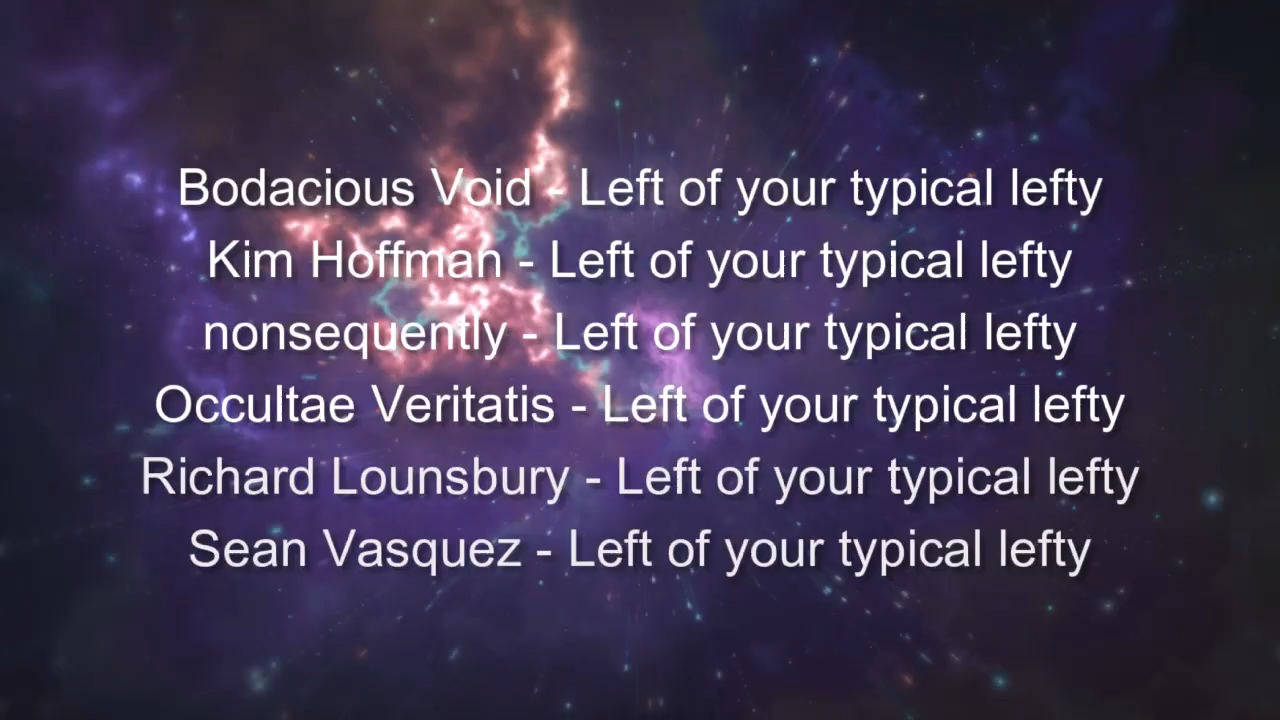 Bodacious Void - Left of your typical lefty
Kim Hoffman - Left of your typical lefty
nonsequently - Left of your typical lefty
Occultae Veritatis - Left of your typical lefty
Richard Lounsbury - Left of your typical lefty
Sean Vasquez - Left of your typical lefty